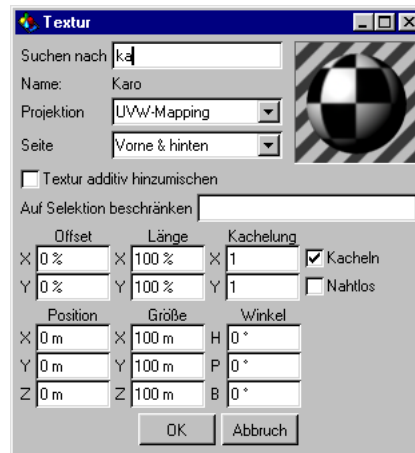 Textur
Suchen nach ka
Name: Karo
Projektion UVW-Mapping
Seite Vorne & hinten
Textur additiv hinzumischen
Auf Selektion beschränken
Offset Länge Kachelung
X 0 % X 100 % X 1 Kacheln
Y 0 % Y 100 % Y 1 Nahtlos
Position Größe Winkel
X 0 m X 100 m H 0 °
Y 0 m Y 100 m P 0 °
Z 0 m Z 100 m B 0 °
OK Abbruch